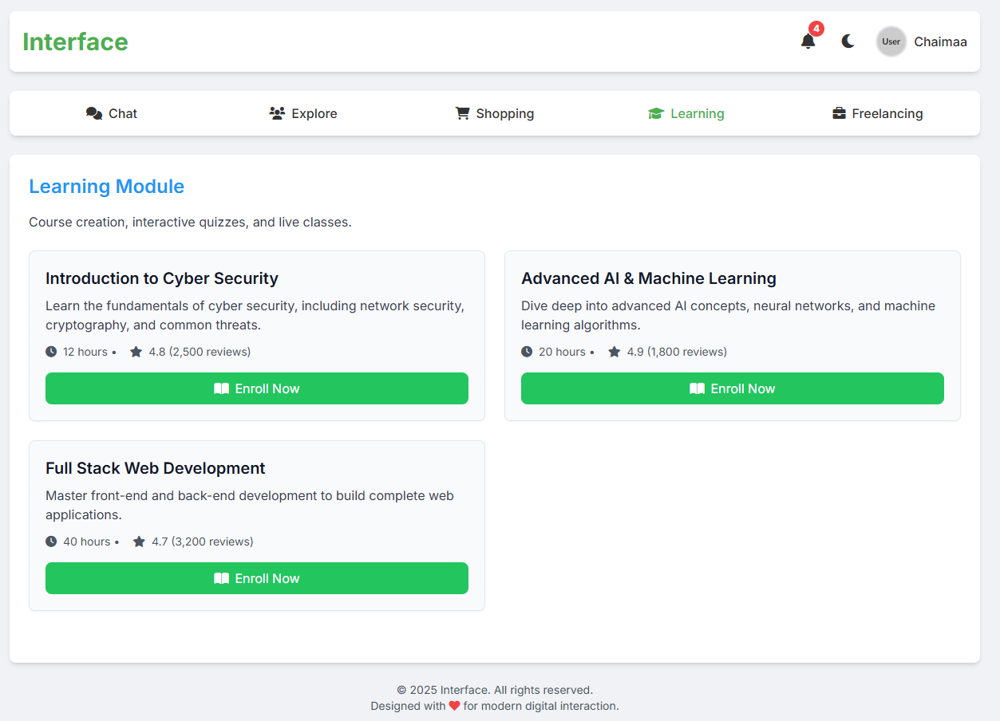 Interface
4
User
Chaimaa
Chat
Explore
Shopping
Learning
Freelancing
Learning Module
Course creation, interactive quizzes, and live classes.
Introduction to Cyber Security
Learn the fundamentals of cyber security, including network security,
cryptography, and common threats.
12 hours • 4.8 (2,500 reviews)
Enroll Now
Advanced AI & Machine Learning
Dive deep into advanced AI concepts, neural networks, and machine
learning algorithms.
20 hours • 4.9 (1,800 reviews)
Enroll Now
Full Stack Web Development
Master front-end and back-end development to build complete web
applications.
40 hours • 4.7 (3,200 reviews)
Enroll Now
© 2025 Interface. All rights reserved.
Designed with ❤ for modern digital interaction.